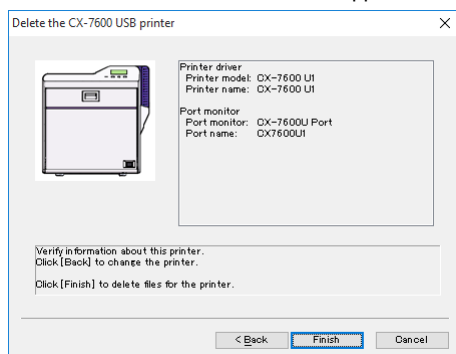 Delete the CX-7600 USB printer
Printer driver
Printer model: CX-7600 U1
Printer name: CX-7600 U1
Port monitor
Port monitor: CX-7600U Port
Port name: CX7600U1
Verify information about this printer.
Click [Back] to change the printer.
Click [Finish] to delete files for the printer.
< Back
Finish
Cancel